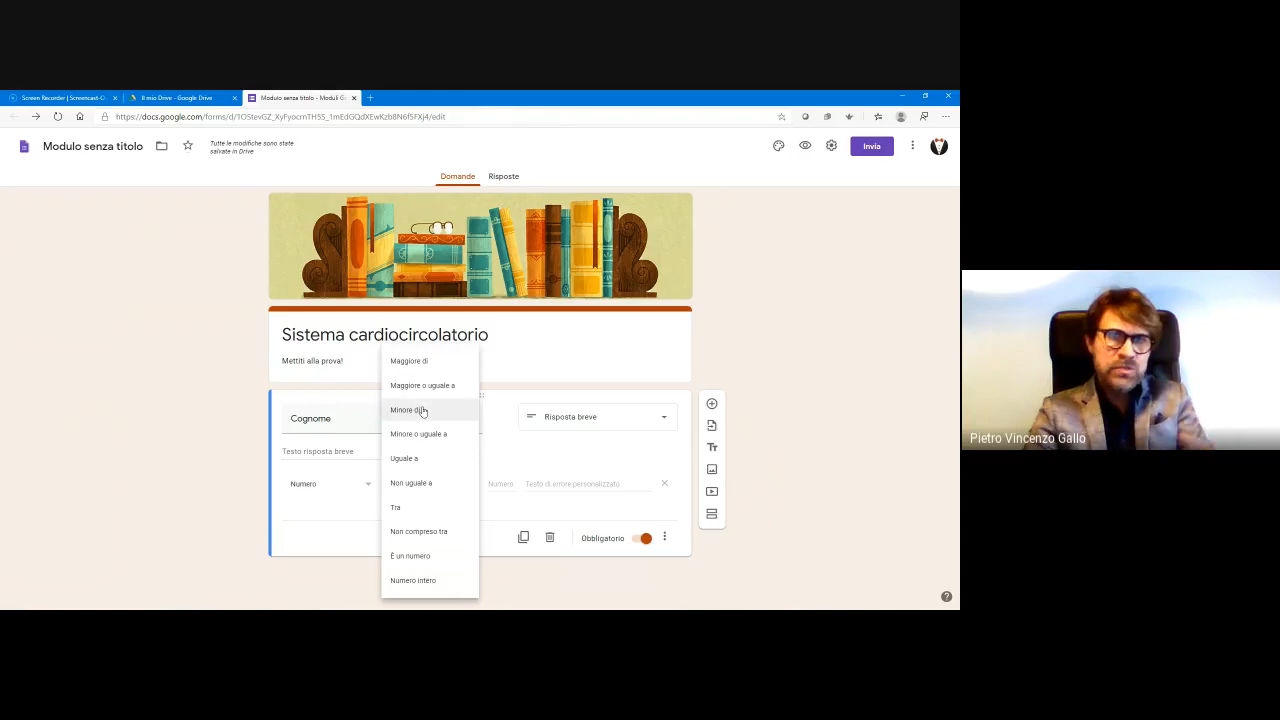 Screen Recorder | Screencast-O-
Il mio Drive - Google Drive
Modulo senza titolo - Moduli G
https://docs.google.com/forms/d/1OStevGZ_XyFyocrnTH5S_1mEdGQdXEwKzb8N6f5FXj4/edit
Modulo senza titolo
Tutte le modifiche sono state
salvate in Drive
Invia
Domande
Risposte
Sistema cardiocircolatorio
Mettiti alla prova!
Maggiore di
Maggiore o uguale a
Minore di
Minore o uguale a
Uguale a
Non uguale a
Tra
Non compreso tra
È un numero
Numero intero
Cognome
Risposta breve
Testo risposta breve
Numero
Numero
Testo di errore personalizzato
Obbligatorio
Pietro Vincenzo Gallo